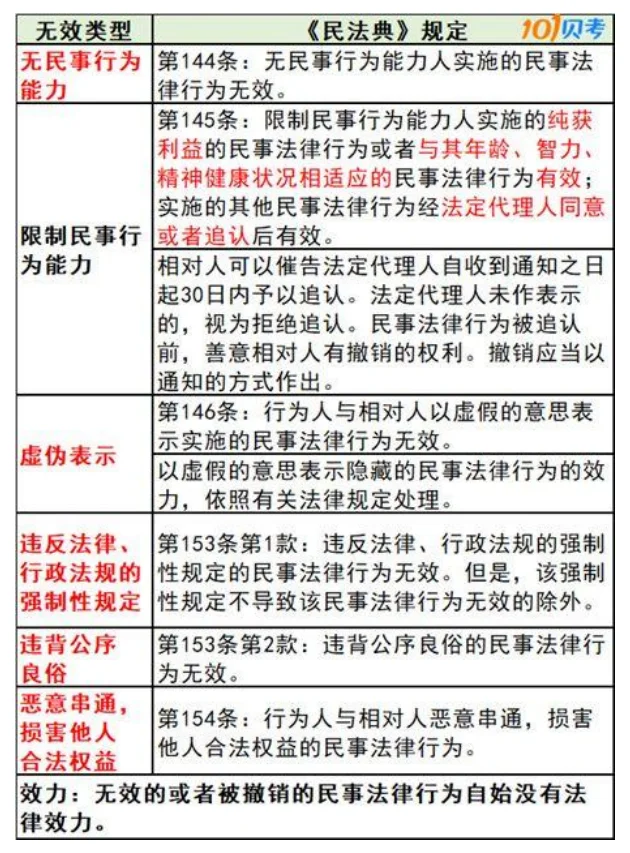 无效类型 《民法典》规定 101贝考
无民事行为
能力
第144条：无民事行为能力人实施的民事法
律行为无效。
限制民事行
为能力
第145条：限制民事行为能力人实施的纯获
利益的民事法律行为或者与其年龄、智力、
精神健康状况相适应的民事法律行为有效；
实施的其他民事法律行为经法定代理人同意
或者追认后有效。
相对人可以催告法定代理人自收到通知之日
起30日内予以追认。法定代理人未作表示
的，视为拒绝追认。民事法律行为被追认
前，善意相对人有撤销的权利。撤销应当以
通知的方式作出。
虚伪表示
第146条：行为人与相对人以虚假的意思表
示实施的民事法律行为无效。
以虚假的意思表示隐藏的民事法律行为的效
力，依照有关法律规定处理。
违反法律、
行政法规的
强制性规定
第153条第1款：违反法律、行政法规的强制
性规定的民事法律行为无效。但是，该强制
性规定不导致该民事法律行为无效的除外。
违背公序
良俗
第153条第2款：违背公序良俗的民事法律行
为无效。
恶意串通，
损害他人
合法权益
第154条：行为人与相对人恶意串通，损害
他人合法权益的民事法律行为。
效力：无效的或者被撤销的民事法律行为自始没有法
律效力。